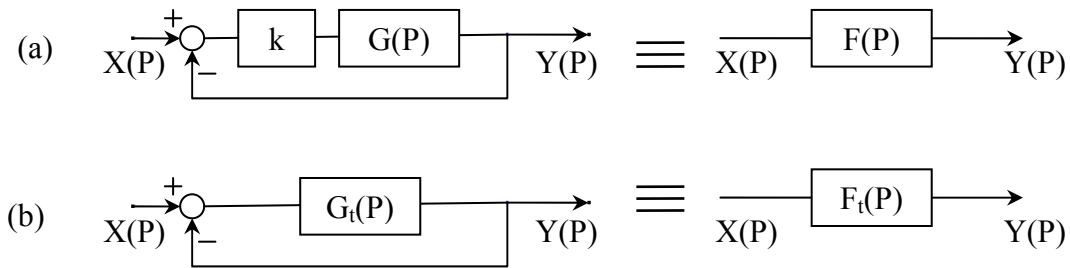 (a) + − X(P) k G(P) Y(P) ≡ X(P) F(P) Y(P)
(b) + − X(P) G_t(P) Y(P) ≡ X(P) F_t(P) Y(P)